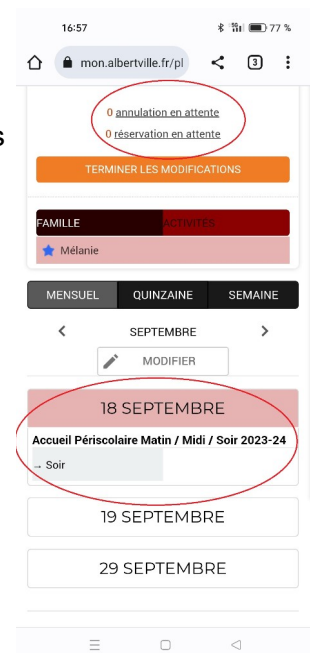 16:57 77 %
mon.albertville.fr/pl 3
s
0 annulation en attente
0 réservation en attente
TERMINER LES MODIFICATIONS
FAMILLE ACTIVITES
Mélanie
MENSUEL QUINZAINE SEMAINE
< SEPTEMBRE >
MODIFIER
18 SEPTEMBRE
Accueil Périscolaire Matin / Midi / Soir 2023-24
→ Soir
19 SEPTEMBRE
29 SEPTEMBRE